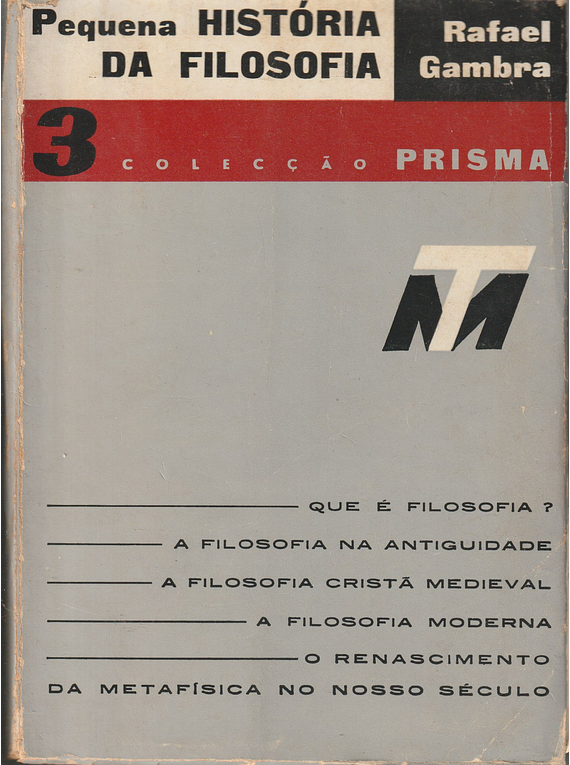 Pequena HISTÓRIA
DA FILOSOFIA
Rafael
Gambra
3 COLECÇÃO PRISMA
TM
QUE É FILOSOFIA ?
A FILOSOFIA NA ANTIGUIDADE
A FILOSOFIA CRISTÃ MEDIEVAL
A FILOSOFIA MODERNA
O RENASCIMENTO
DA METAFÍSICA NO NOSSO SÉCULO